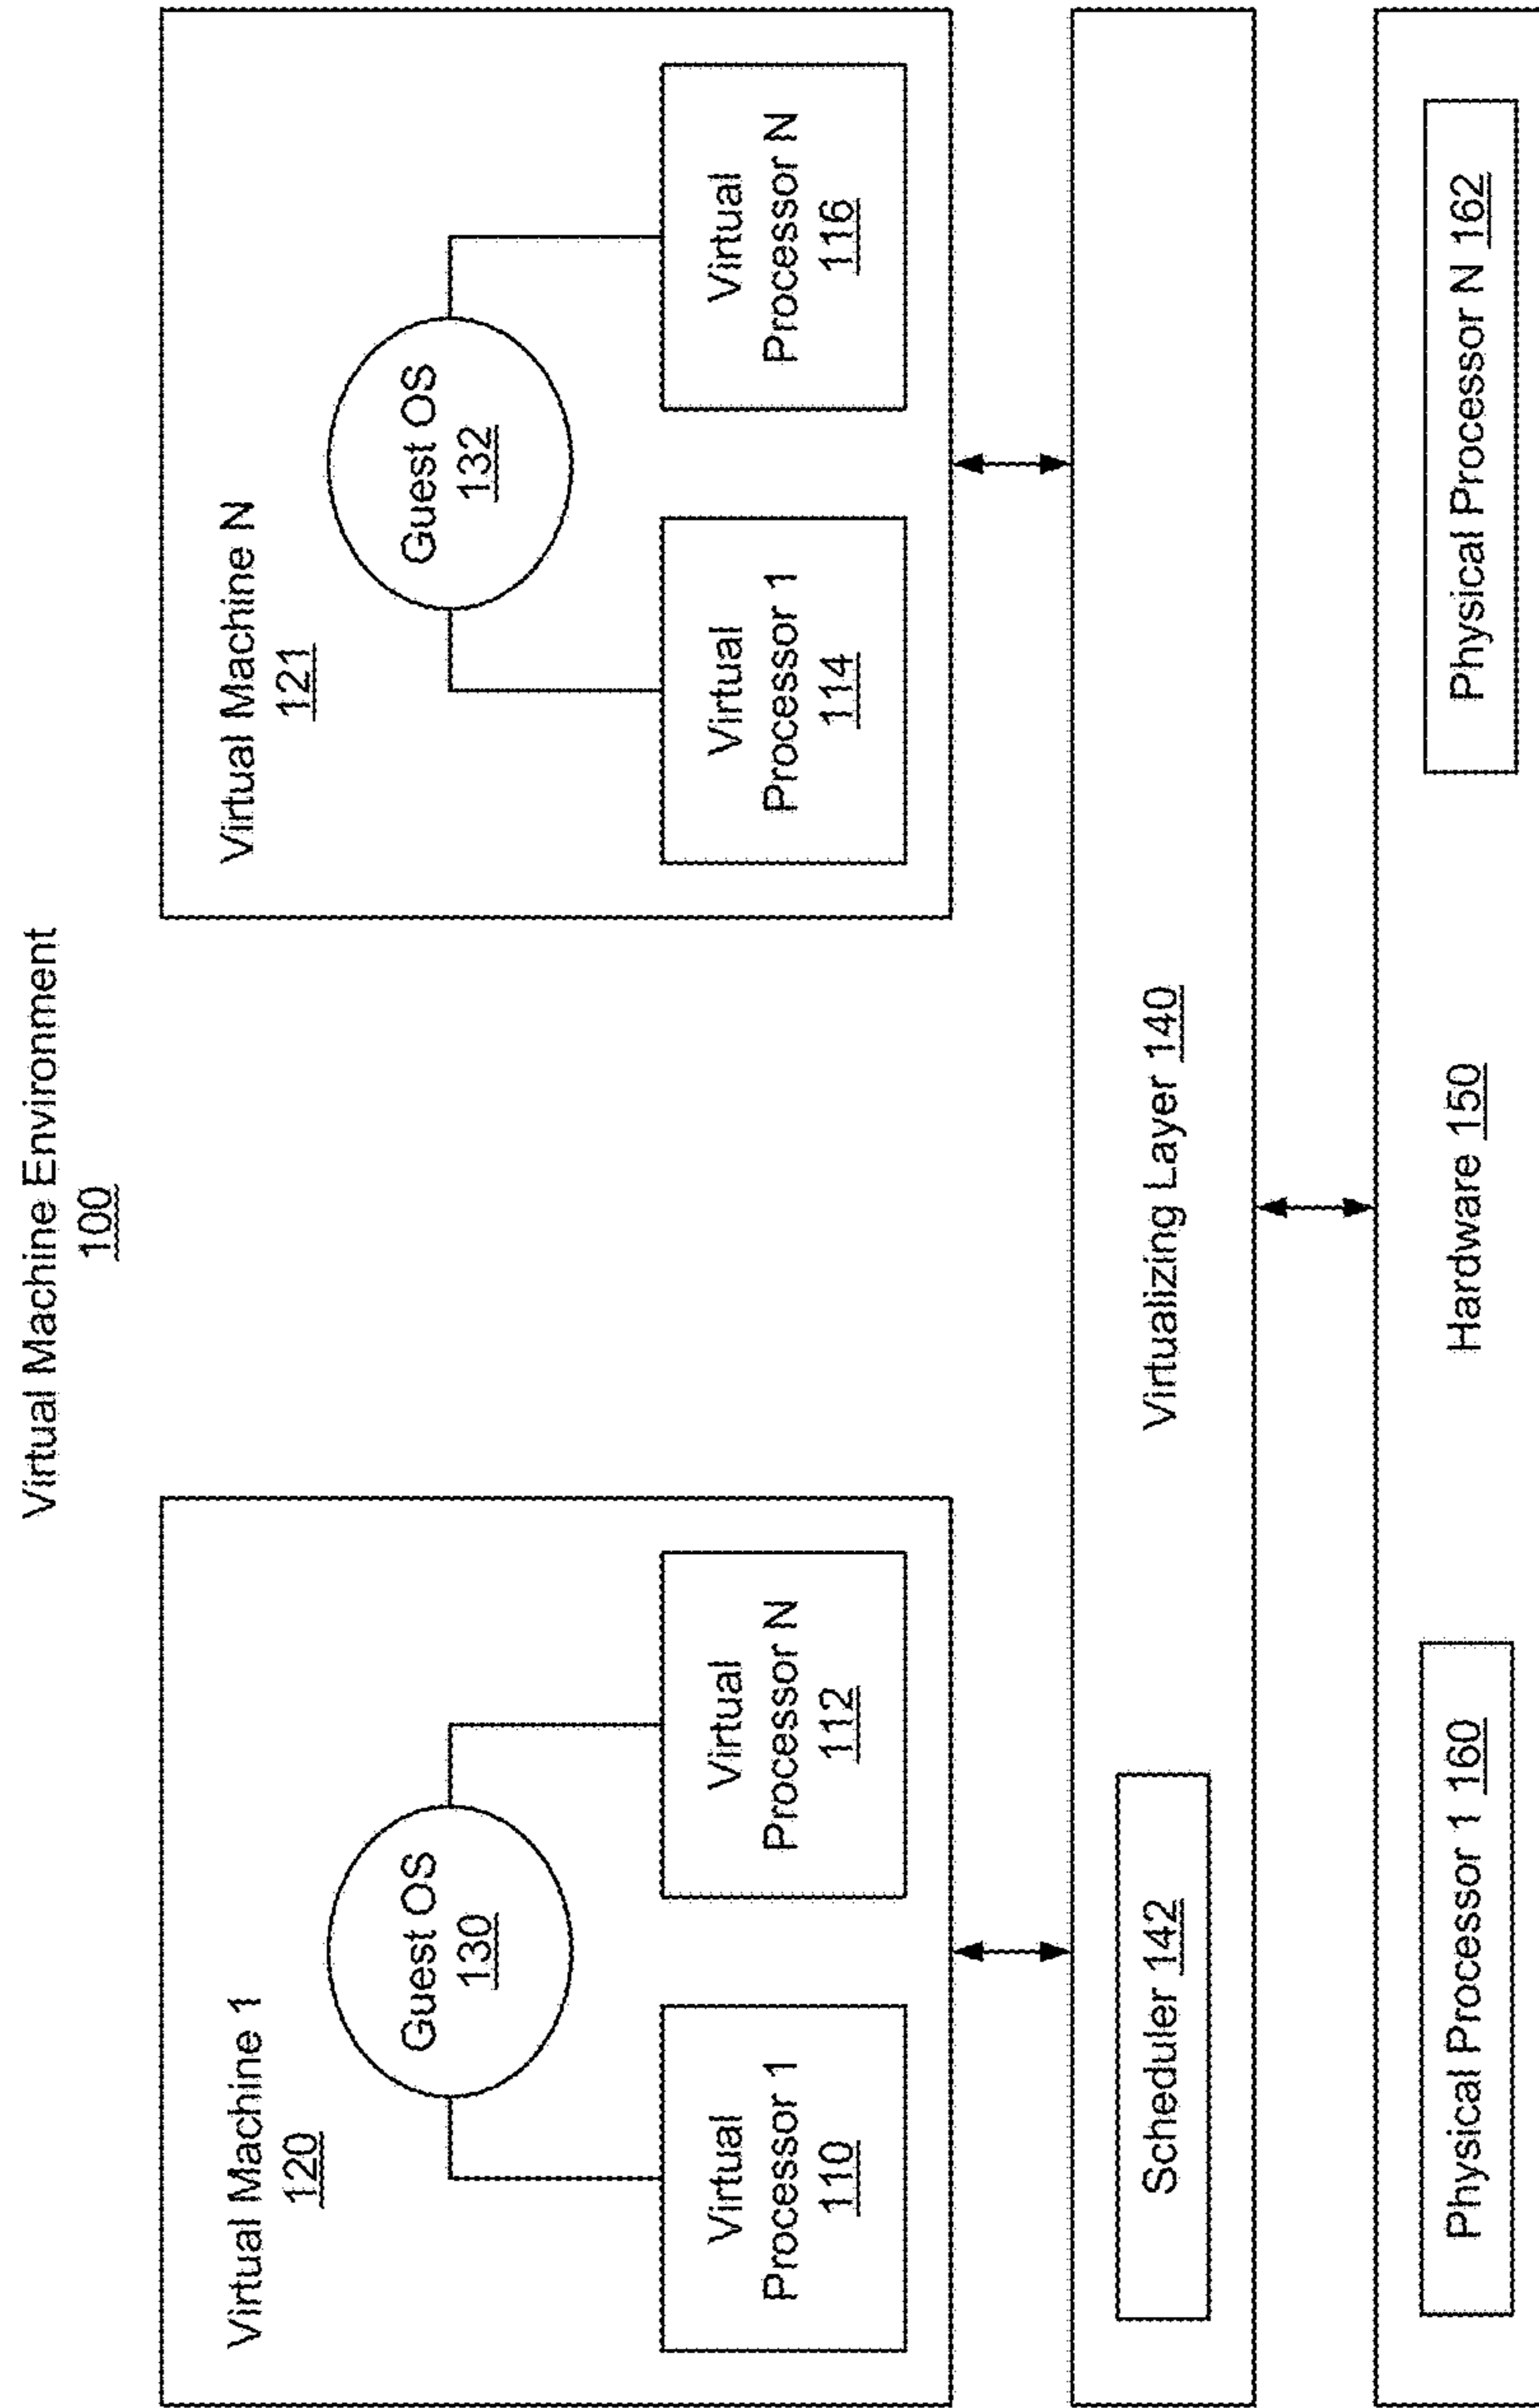 Virtual Machine Environment
100
Virtual Machine 1
120
Guest OS
130
Virtual
Processor 1
110
Virtual
Processor N
112
Virtual Machine N
121
Guest OS
132
Virtual
Processor 1
114
Virtual
Processor N
116
Scheduler 142
Virtualizing Layer 140
Physical Processor 1 160
Hardware 150
Physical Processor N 162